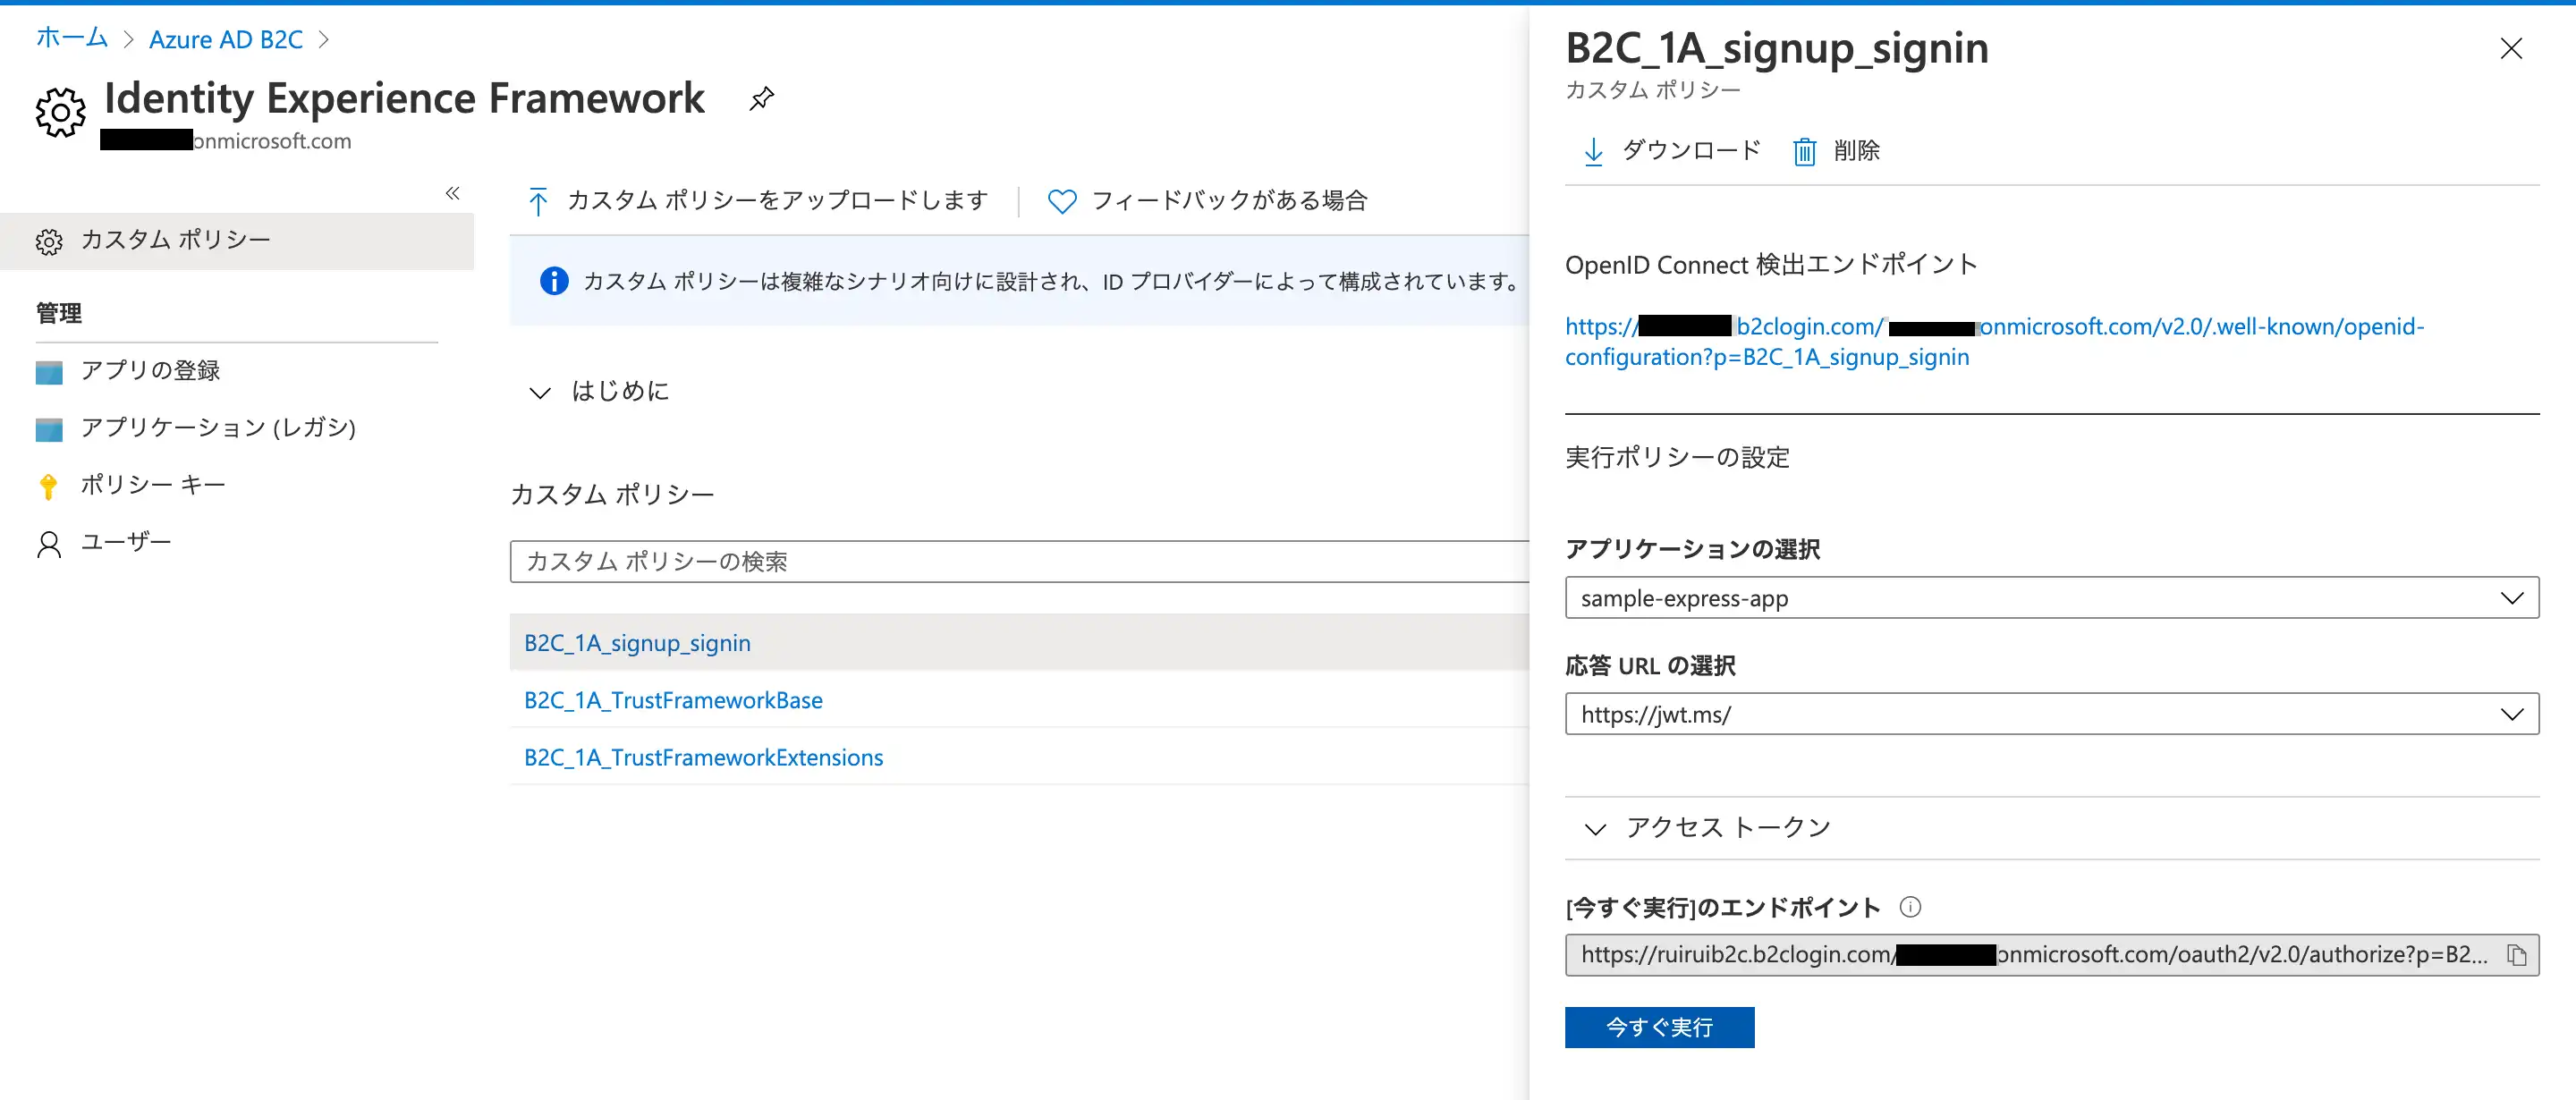 ホーム > Azure AD B2C >
Identity Experience Framework
onmicrosoft.com
«
カスタム ポリシー
管理
アプリの登録
アプリケーション (レガシ)
ポリシー キー
ユーザー
カスタム ポリシーをアップロードします | フィードバックがある場合
カスタム ポリシーは複雑なシナリオ向けに設計され、ID プロバイダーによって構成されています。
はじめに
カスタム ポリシー
カスタム ポリシーの検索
B2C_1A_signup_signin
B2C_1A_TrustFrameworkBase
B2C_1A_TrustFrameworkExtensions
B2C_1A_signup_signin
カスタム ポリシー
ダウンロード 削除
OpenID Connect 検出エンドポイント
https:// b2clogin.com/ onmicrosoft.com/v2.0/.well-known/openid-
configuration?p=B2C_1A_signup_signin
実行ポリシーの設定
アプリケーションの選択
sample-express-app
応答 URL の選択
https://jwt.ms/
アクセス トークン
[今すぐ実行]のエンドポイント
https://ruiruib2c.b2clogin.com/ onmicrosoft.com/oauth2/v2.0/authorize?p=B2...
今すぐ実行